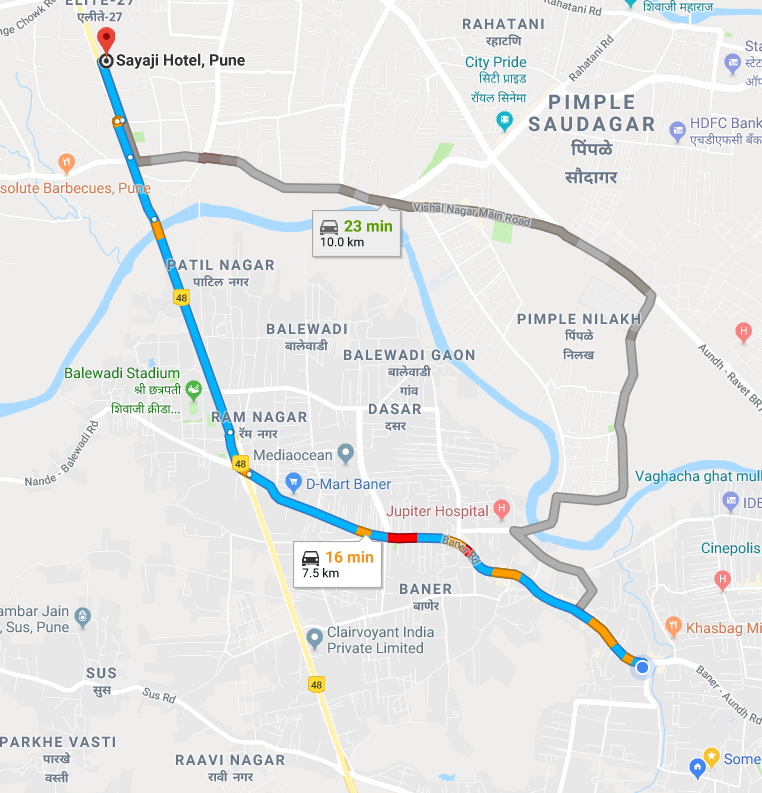 ELITE-27
एलीते-27
nge Chowk Rd
Sayaji Hotel, Pune
RAHATANI
रहाटणि
Rahatani Rd
शिवाजी महाराज
City Pride
सिटी प्राइड
रॉयल सिनेमा
Rahatani Rd
PIMPLE
SAUDAGAR
पिंपळे
सौदागर
Sta
स्टेट
HDFC Bank
एचडीएफसी बैंक
solute Barbecues, Pune
23 min
10.0 km
Vishal Nagar Main Road
PATIL NAGAR
पाटिल नगर
48
BALEWADI
बालेवाडी
PIMPLE NILAKH
पिंपळे
निलख
BALEWADI GAON
बालेवाडी
गांव
Aundh - Ravet BR
Balewadi Stadium
श्री छत्रपती
शिवाजी क्रीडा...
DASAR
दसर
RAM NAGAR
रॅम नगर
Nande - Balewadi Rd
Mediaocean
48
D-Mart Baner
Vaghacha ghat mul
IDE
Jupiter Hospital
Baner Rd
16 min
7.5 km
Cinepolis
BANER
बाणेर
ambar Jain
, Sus, Pune
Clairvoyant India
Private Limited
Khasbag Mi
SUS
सुस
Sus Rd
48
Baner - Aundh Rd
PARKHE VASTI
पारखे
वस्ती
RAAVI NAGAR
रावी नगर
Some